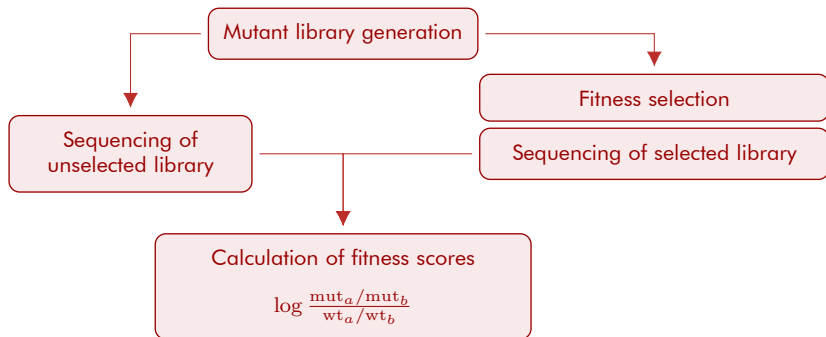 Mutant library generation
Fitness selection
Sequencing of
unselected library
Sequencing of selected library
Calculation of fitness scores
log mut_a/mut_b
wt_a/wt_b